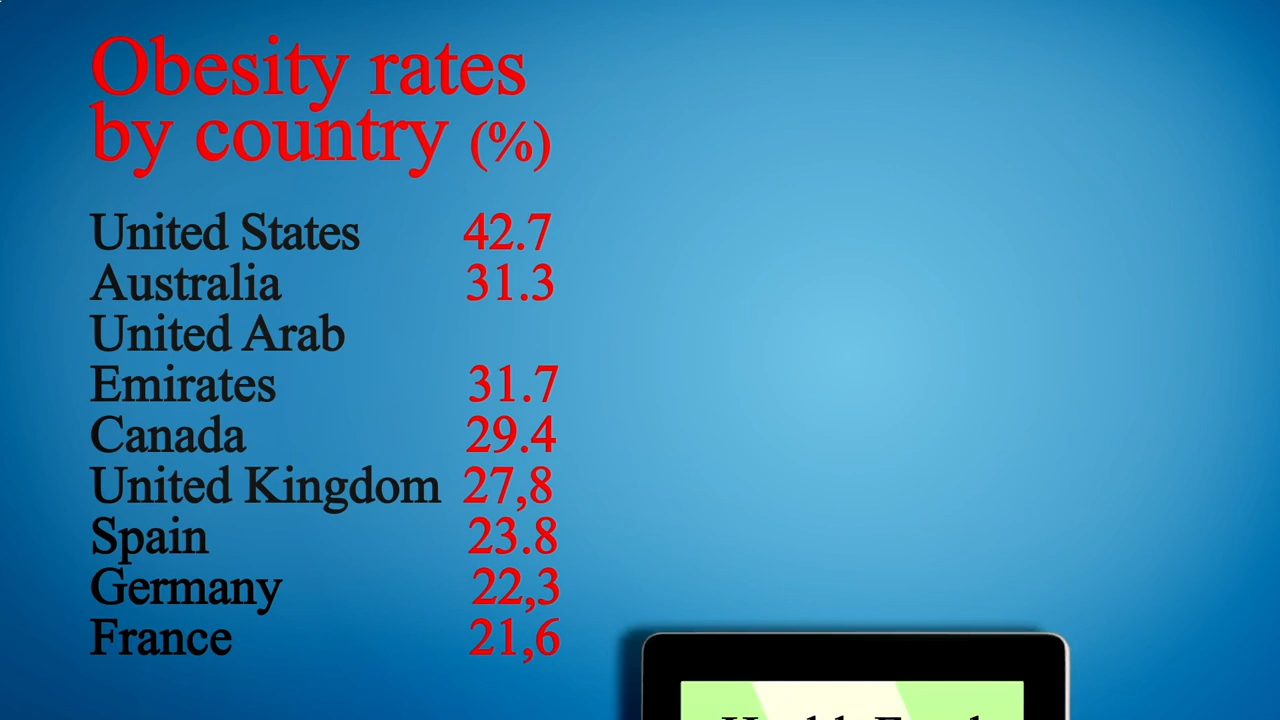 Obesity rates
by country (%)
United States 42.7
Australia 31.3
United Arab
Emirates 31.7
Canada 29.4
United Kingdom 27,8
Spain 23.8
Germany 22,3
France 21,6